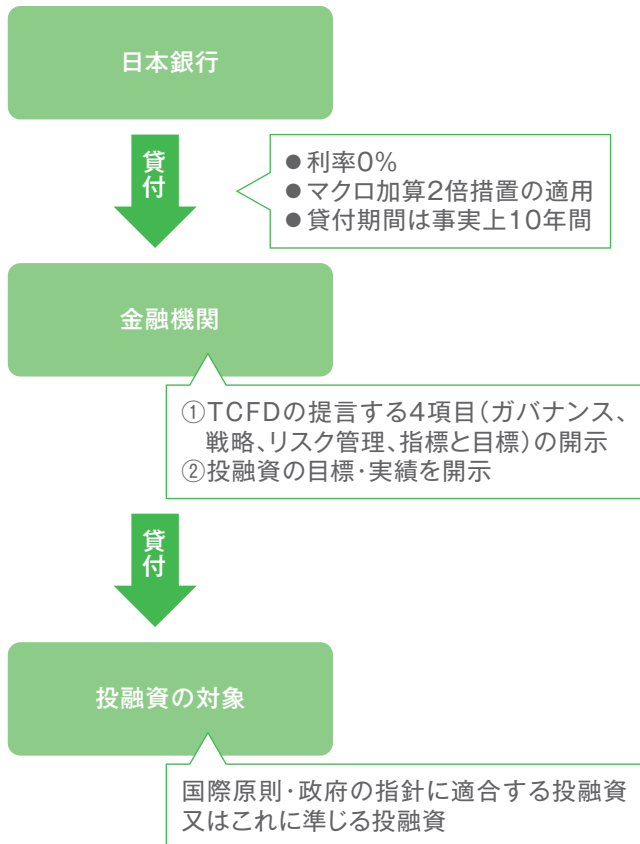 日本銀行
貸付
●利率0%
●マクロ加算2倍措置の適用
●貸付期間は事実上10年間
金融機関
①TCFDの提言する4項目(ガバナンス、
戦略、リスク管理、指標と目標)の開示
②投融資の目標・実績を開示
貸付
投融資の対象
国際原則・政府の指針に適合する投融資
又はこれに準じる投融資